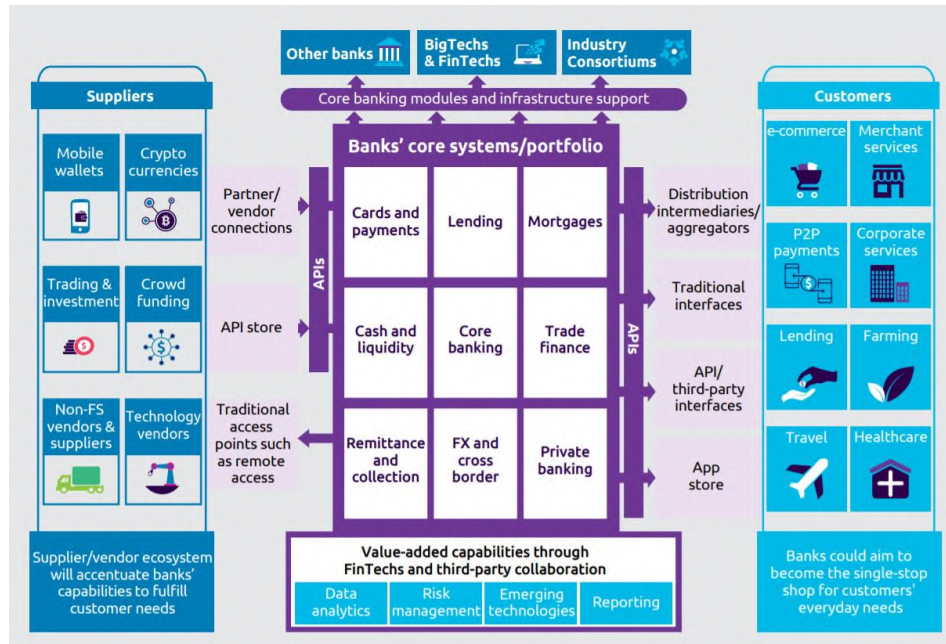 Other banks
BigTechs
& FinTechs
Industry
Consortiums
Core banking modules and infrastructure support
Suppliers
Mobile
wallets
Crypto
currencies
Trading &
investment
Crowd
funding
Non-FS
vendors &
suppliers
Technology
vendors
Supplier/vendor ecosystem
will accentuate banks'
capabilities to fulfill
customer needs
Partner/
vendor
connections
API store
Traditional
access
points such
as remote
access
APIs
Banks' core systems/portfolio
Cards and
payments
Lending
Mortgages
Cash and
liquidity
Core
banking
Trade
finance
Remittance
and
collection
FX and
cross
border
Private
banking
Value-added capabilities through
FinTechs and third-party collaboration
Data
analytics
Risk
management
Emerging
technologies
Reporting
APIs
Distribution
intermediaries/
aggregators
Traditional
interfaces
API/
third-party
interfaces
App
store
Customers
e-commerce
Merchant
services
P2P
payments
Corporate
services
Lending
Farming
Travel
Healthcare
Banks could aim to
become the single-stop
shop for customers'
everyday needs